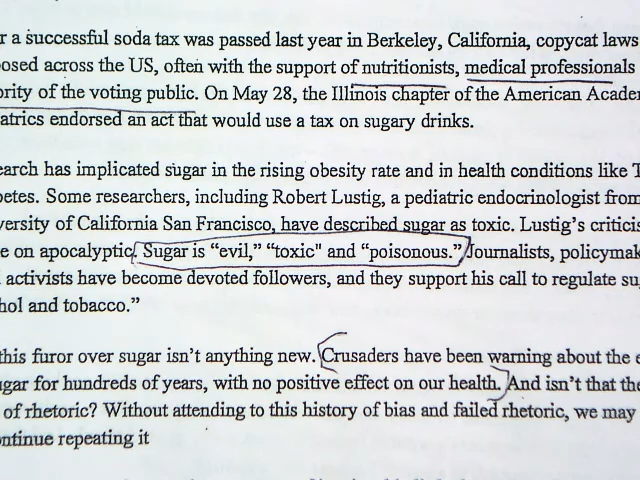 r a successful soda tax was passed last year in Berkeley, California, copycat laws
osed across the US, often with the support of nutritionists, medical professionals
ority of the voting public. On May 28, the Illinois chapter of the American Acade
atrics endorsed an act that would use a tax on sugary drinks.
earch has implicated sugar in the rising obesity rate and in health conditions like T
betes. Some researchers, including Robert Lustig, a pediatric endocrinologist from
versity of California San Francisco, have described sugar as toxic. Lustig's criticis
e on apocalyptic. Sugar is "evil," "toxic" and "poisonous." Journalists, policymak
activists have become devoted followers, and they support his call to regulate su
hol and tobacco."
this furor over sugar isn't anything new. Crusaders have been warning about the e
ugar for hundreds of years, with no positive effect on our health. And isn't that the
of rhetoric? Without attending to this history of bias and failed rhetoric, we may
ontinue repeating it